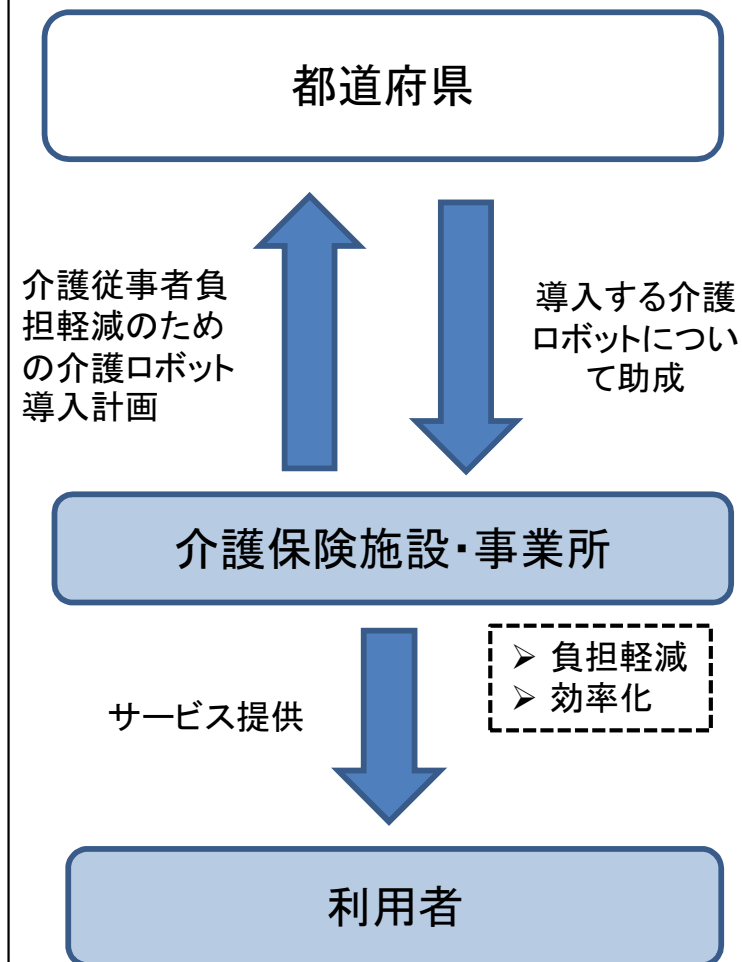 都道府県
介護従事者負
担軽減のため
の介護ロボット
導入計画
導入する介護
ロボットについ
て助成
介護保険施設・事業所
➢ 負担軽減
➢ 効率化
サービス提供
利用者